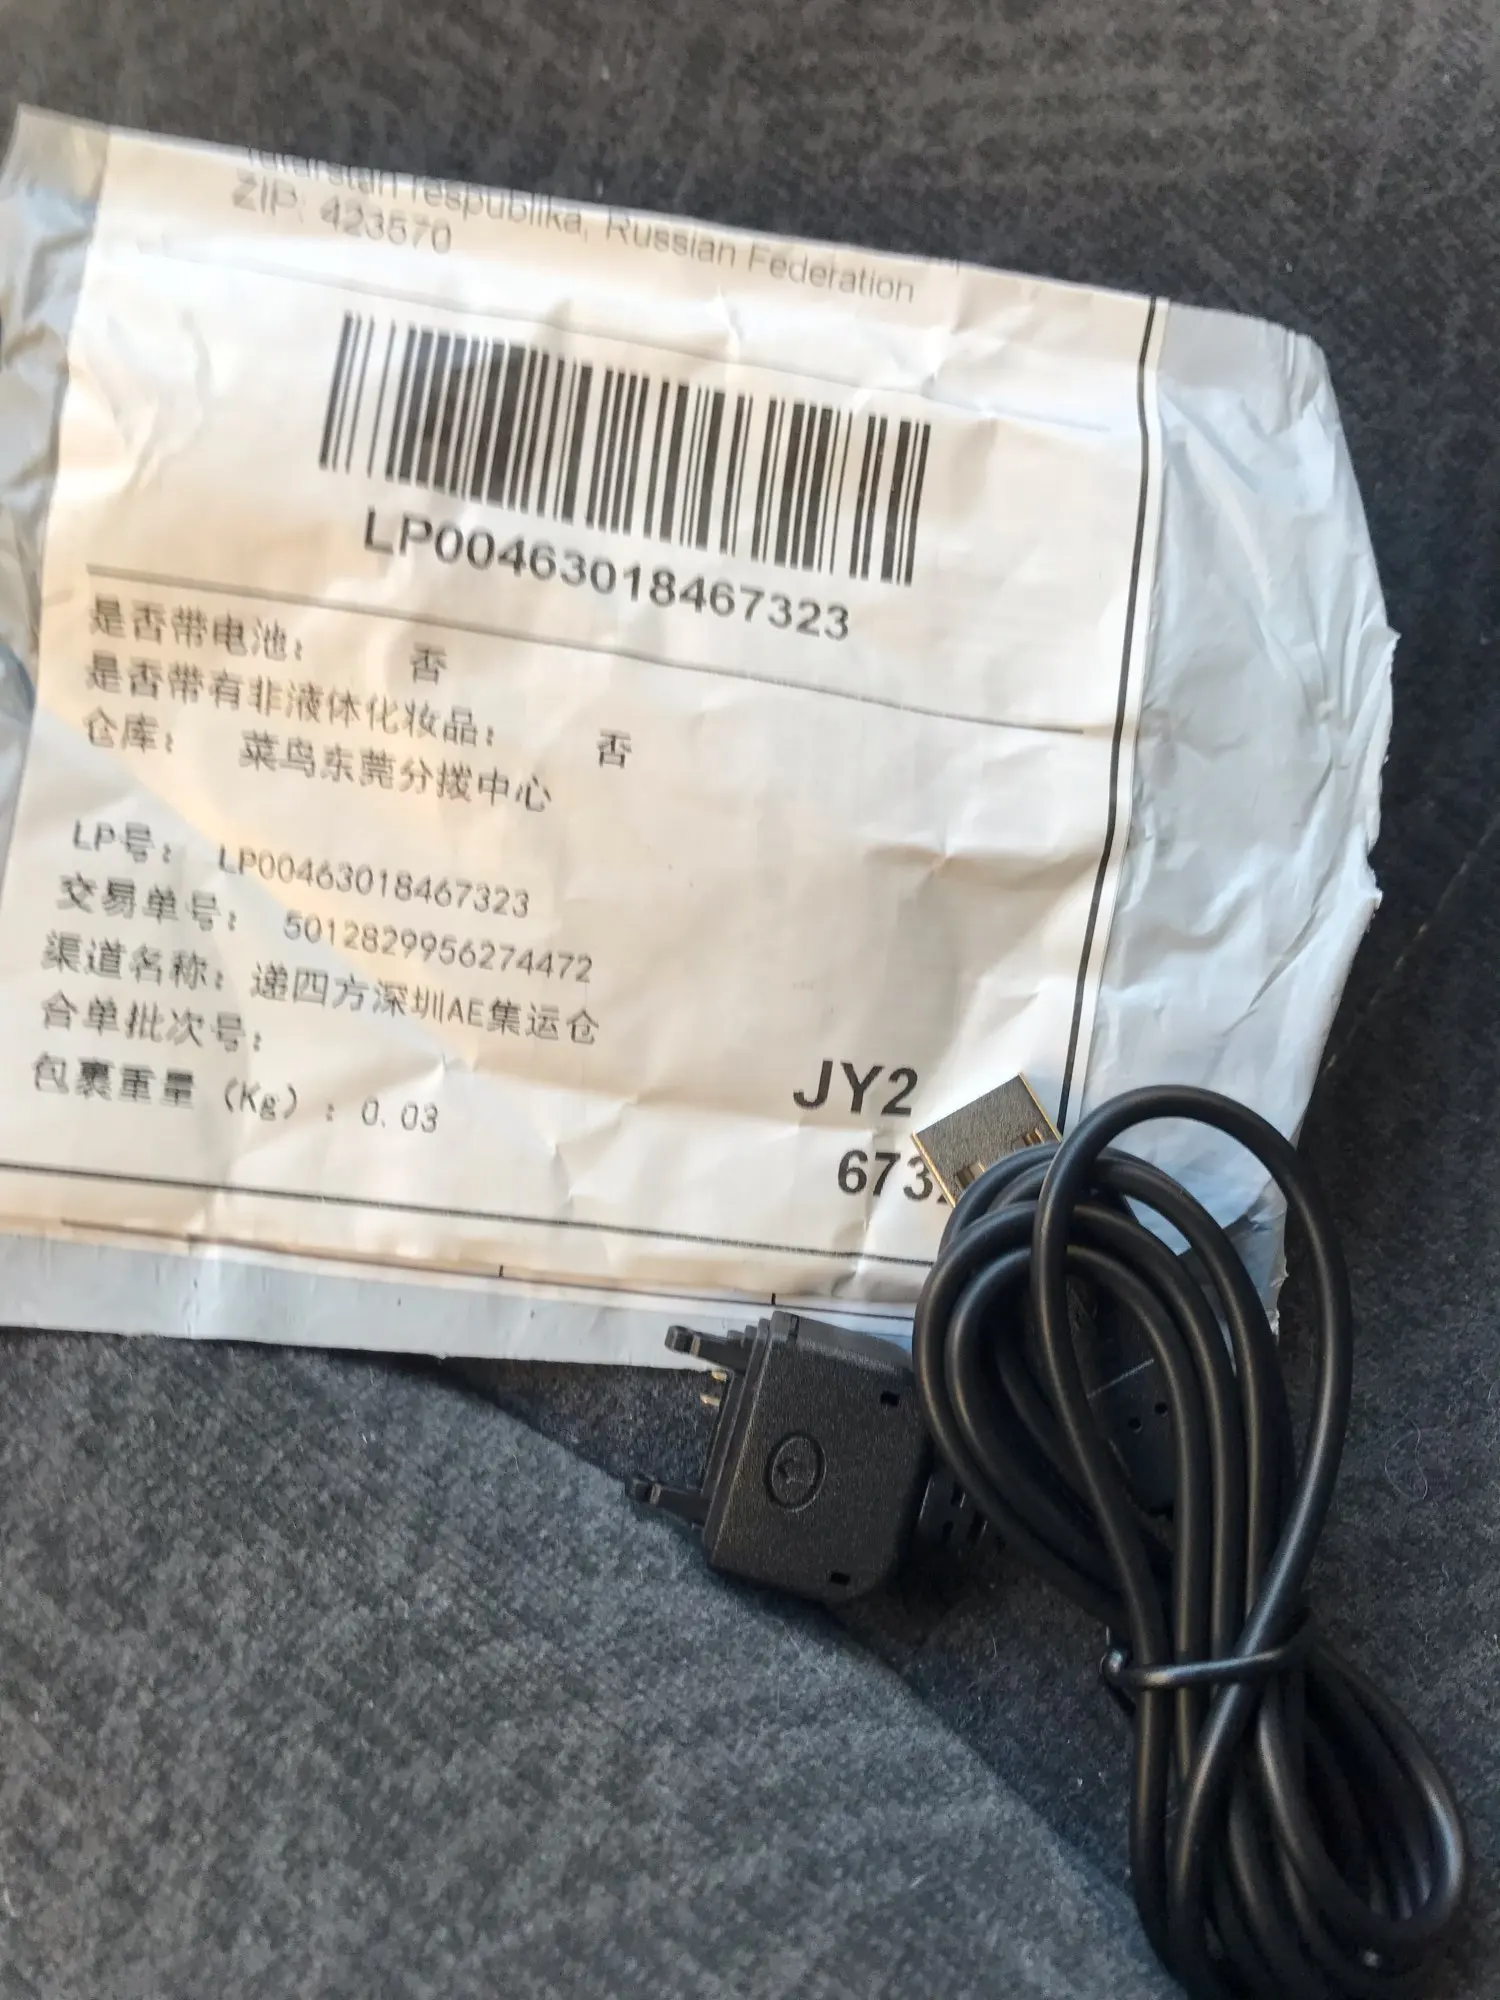 respublika, Russian Federation
ZIP: 423570
LP00463018467323
是否带电池: 否
是否带有非液体化妆品: 否
仓库: 菜鸟东莞分拨中心
LP号: LP00463018467323
交易单号: 5012829956274472
渠道名称: 递四方深圳AE集运仓
合单批次号:
包裹重量 (Kg) : 0.03
JY2
673